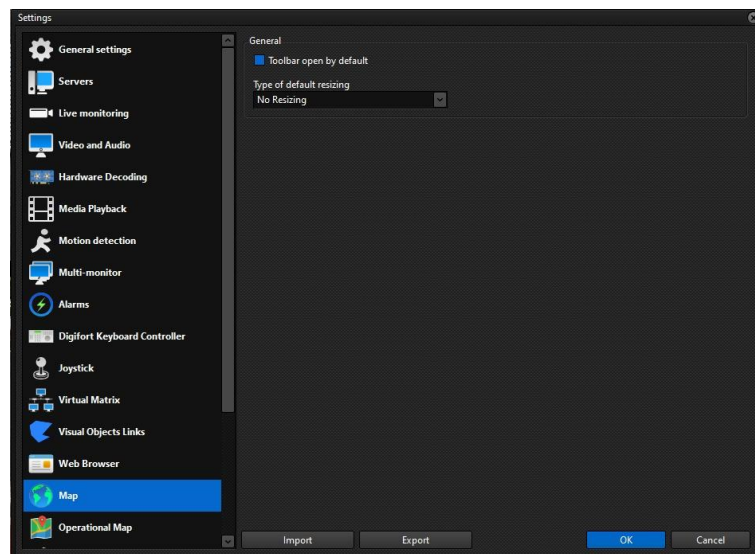 Settings
General settings
Servers
Live monitoring
Video and Audio
Hardware Decoding
Media Playback
Motion detection
Multi-monitor
Alarms
Digifort Keyboard Controller
Joystick
Virtual Matrix
Visual Objects Links
Web Browser
Map
Operational Map
General
Toolbar open by default
Type of default resizing
No Resizing
Import Export OK Cancel